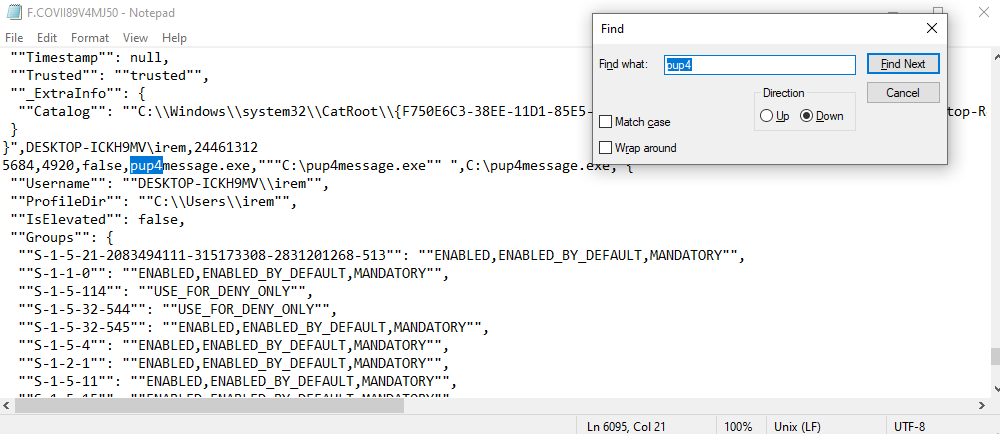 F.COVII89V4MJ50 - Notepad
File Edit Format View Help
""Timestamp"": null,
""Trusted"": ""trusted"",
""_ExtraInfo"": {
""Catalog"": ""C:\\Windows\\system32\\CatRoot\\{F750E6C3-38EE-11D1-85E5- top-R
}
}",DESKTOP-ICKH9MV\irem,24461312
5684,4920,false,pup4message.exe,"""C:\pup4message.exe"" ",C:\pup4message.exe,"{
""Username"": ""DESKTOP-ICKH9MV\\irem"",
""ProfileDir"": ""C:\\Users\\irem"",
""IsElevated"": false,
""Groups"": {
""S-1-5-21-2083494111-315173308-2831201268-513"": ""ENABLED,ENABLED_BY_DEFAULT,MANDATORY"",
""S-1-1-0"": ""ENABLED,ENABLED_BY_DEFAULT,MANDATORY"",
""S-1-5-114"": ""USE_FOR_DENY_ONLY"",
""S-1-5-32-544"": ""USE_FOR_DENY_ONLY"",
""S-1-5-32-545"": ""ENABLED,ENABLED_BY_DEFAULT,MANDATORY"",
""S-1-5-4"": ""ENABLED,ENABLED_BY_DEFAULT,MANDATORY"",
""S-1-2-1"": ""ENABLED,ENABLED_BY_DEFAULT,MANDATORY"",
""S-1-5-11"": ""ENABLED,ENABLED_BY_DEFAULT,MANDATORY"",
""S-1-5-15"": ""ENABLED,ENABLED_BY_DEFAULT,MANDATORY"",
Ln 6095, Col 21 100% Unix (LF) UTF-8
Find
Find what: pup4 Find Next
Cancel
Direction
Up Down
Match case
Wrap around